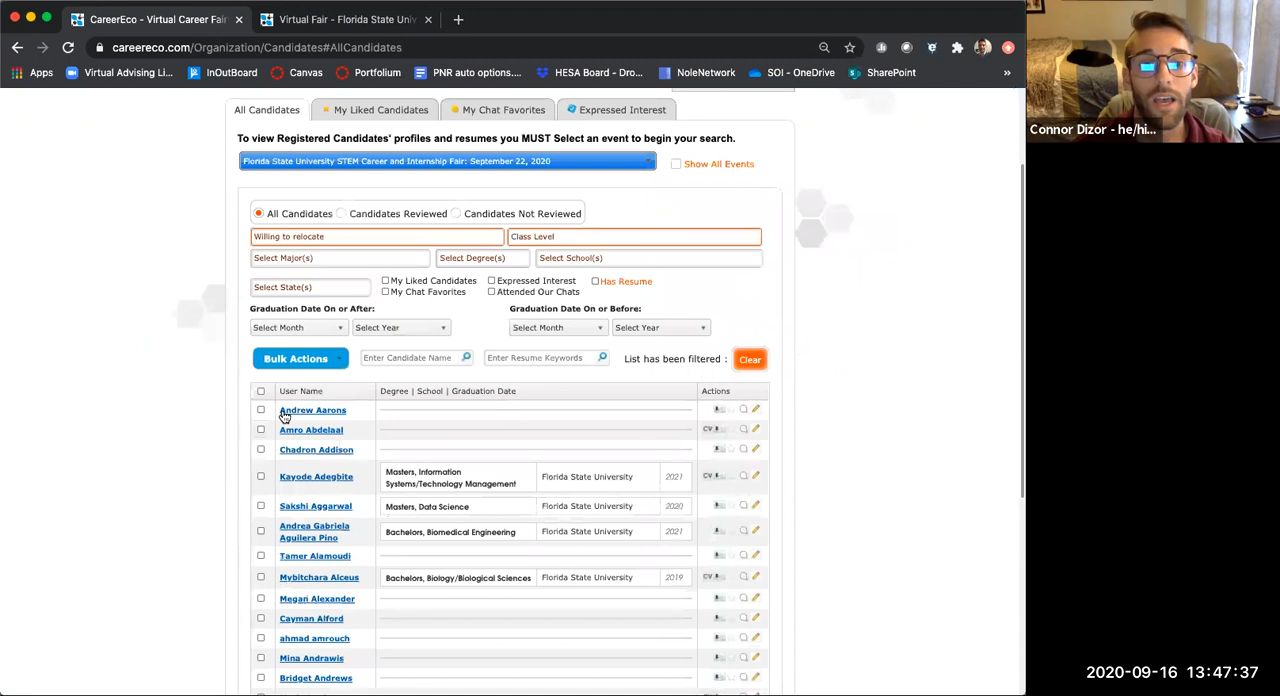 CareerEco - Virtual Career Fair
Virtual Fair - Florida State Univ
careereco.com/Organization/Candidates#AllCandidates
Apps
Virtual Advising Li...
InOutBoard
Canvas
Portfolium
PNR auto options....
HESA Board - Dro...
NoleNetwork
SOI - OneDrive
SharePoint
»
All Candidates
My Liked Candidates
My Chat Favorites
Expressed Interest
To view Registered Candidates' profiles and resumes you MUST Select an event to begin your search.
Florida State University STEM Career and Internship Fair: September 22, 2020
Show All Events
All Candidates
Candidates Reviewed
Candidates Not Reviewed
Willing to relocate
Class Level
Select Major(s)
Select Degree(s)
Select School(s)
Select State(s)
My Liked Candidates
Expressed Interest
Has Resume
My Chat Favorites
Attended Our Chats
Graduation Date On or After:
Graduation Date On or Before:
Select Month
Select Year
Select Month
Select Year
Bulk Actions
Enter Candidate Name
Enter Resume Keywords
List has been filtered :
Clear
User Name
Degree | School | Graduation Date
Actions
Andrew Aarons
Amro Abdelaal
CV
Chadron Addison
Kayode Adegbite
Masters, Information
Systems/Technology Management
Florida State University
2021
CV
Sakshi Aggarwal
Masters, Data Science
Florida State University
2020
Andrea Gabriela
Aguilera Pino
Bachelors, Biomedical Engineering
Florida State University
2021
Tamer Alamoudi
Mybitchara Alceus
Bachelors, Biology/Biological Sciences
Florida State University
2019
CV
Megan Alexander
Cayman Alford
ahmad amrouch
Mina Andrawis
Bridget Andrews
Connor Dizor - he/hi...
2020-09-16 13:47:37